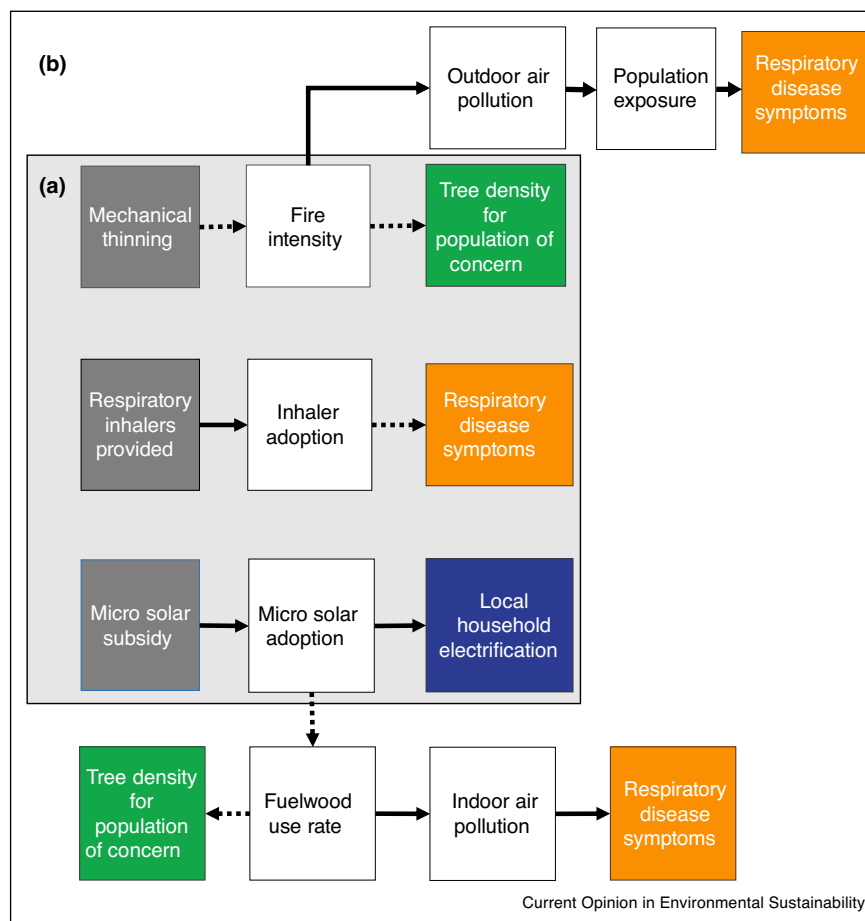 (b)
Outdoor air
pollution
Population
exposure
Respiratory
disease
symptoms
(a)
Mechanical
thinning
Fire
intensity
Tree density
for
population of
concern
Respiratory
inhalers
provided
Inhaler
adoption
Respiratory
disease
symptoms
Micro solar
subsidy
Micro solar
adoption
Local
household
electrification
Tree density
for
population
of concern
Fuelwood
use rate
Indoor air
pollution
Respiratory
disease
symptoms
Current Opinion in Environmental Sustainability